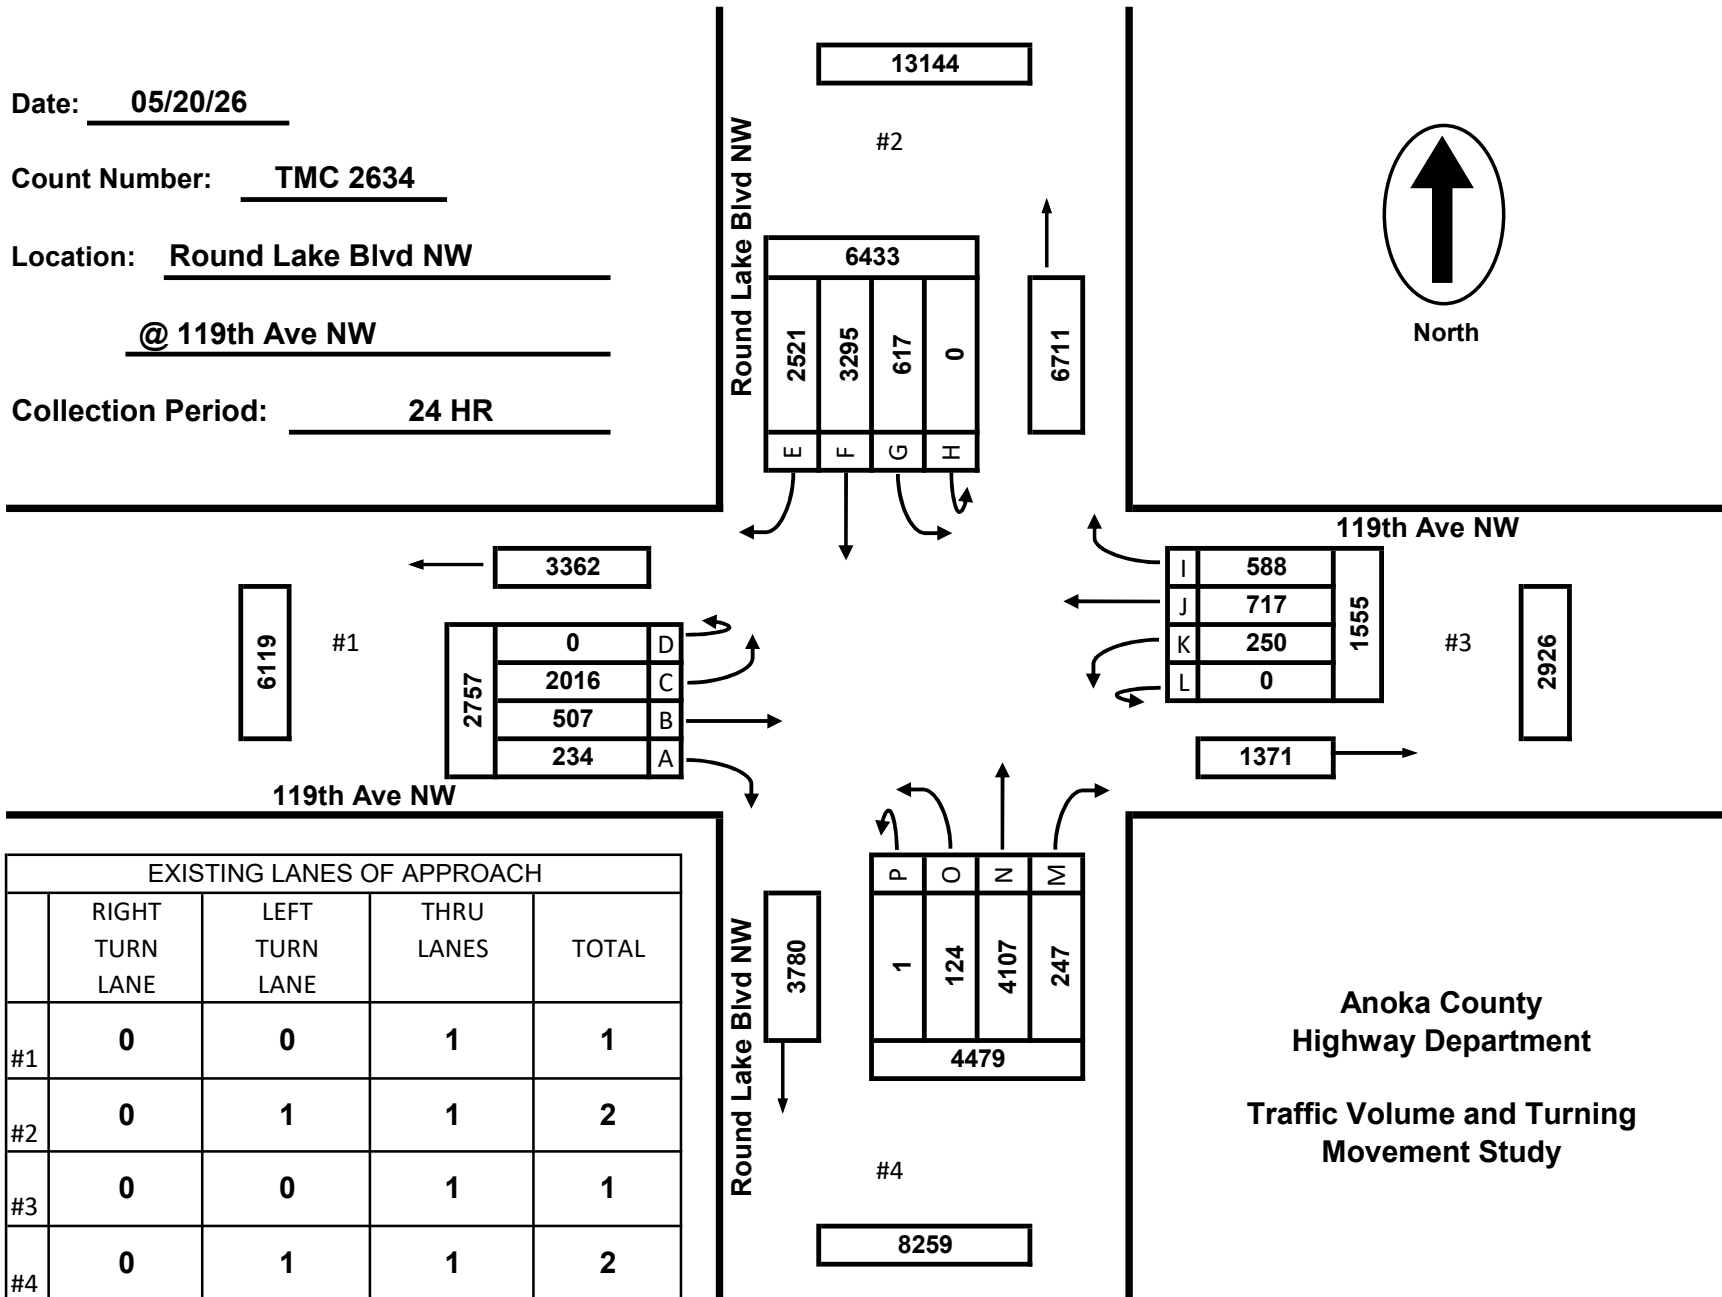 Date: 05/20/26
Count Number: TMC 2634
Location: Round Lake Blvd NW
@ 119th Ave NW
Collection Period: 24 HR
13144
#2
Round Lake Blvd NW
6433
2521 3295 617 0
E F G H
6711
North
119th Ave NW
3362
6119
#1
2757
0 D
2016 C
507 B
234 A
119th Ave NW
I 588
J 717
K 250
L 0
1555
#3
2926
1371
P O N M
1 124 4107 247
4479
3780
Round Lake Blvd NW
#4
8259
EXISTING LANES OF APPROACH
RIGHT LEFT THRU
TURN TURN LANES TOTAL
LANE LANE
#1 0 0 1 1
#2 0 1 1 2
#3 0 0 1 1
#4 0 1 1 2
Anoka County
Highway Department
Traffic Volume and Turning
Movement Study